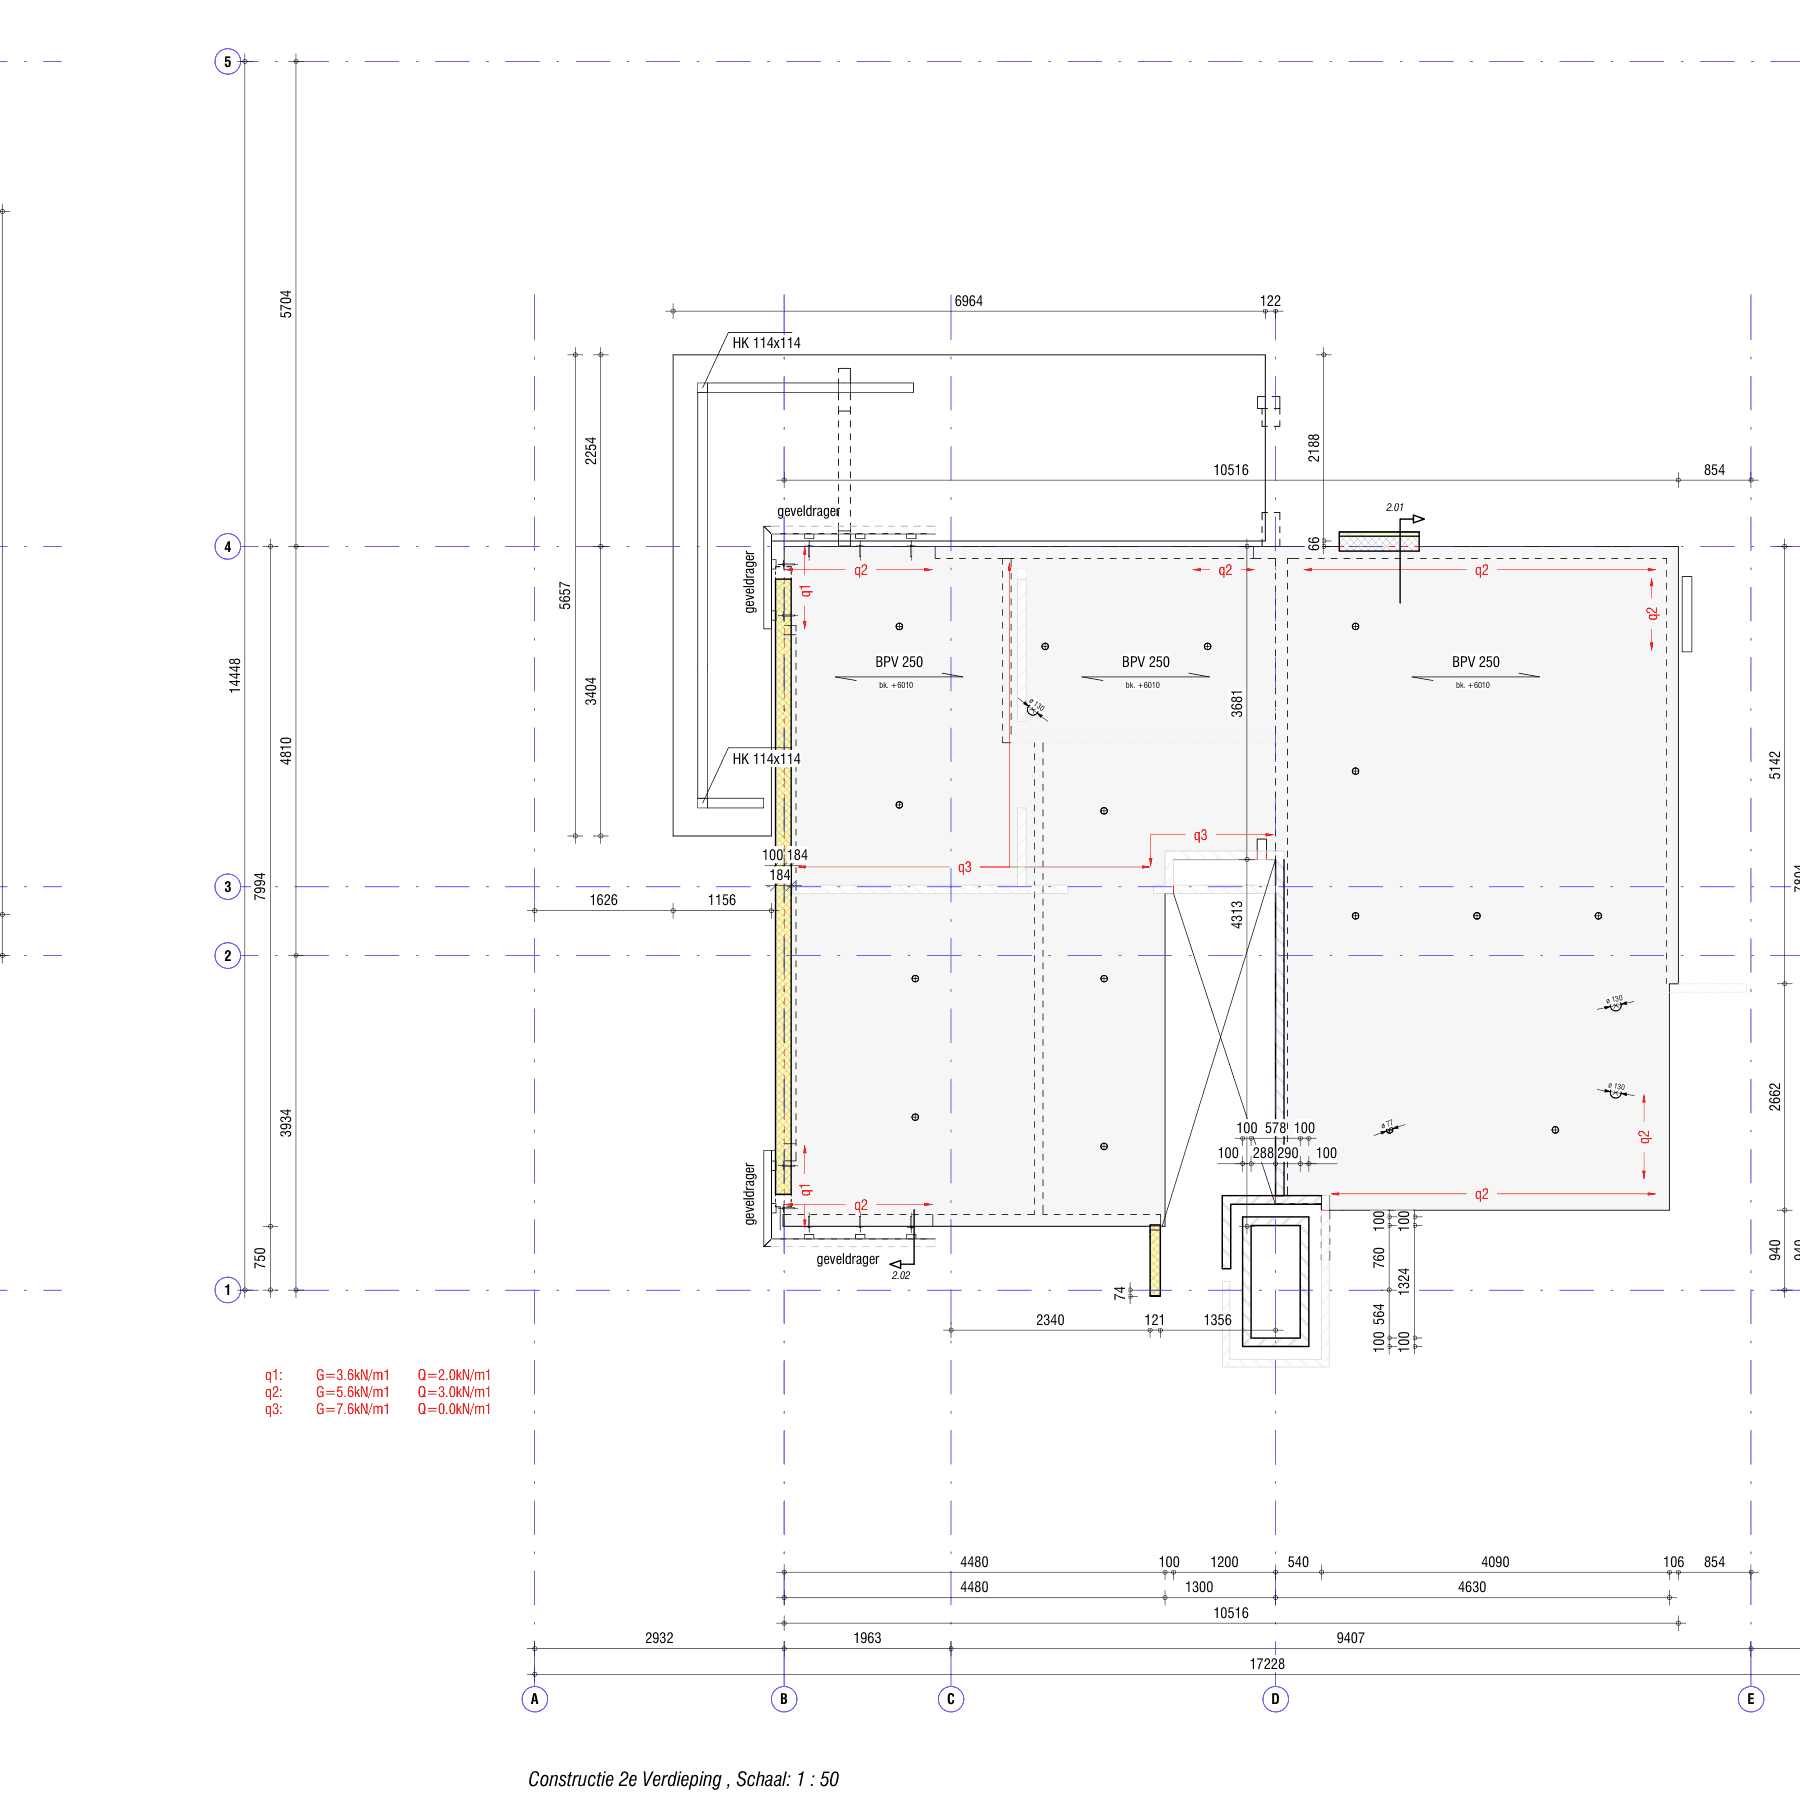 5
5704
6964
122
HK 114x114
2254
2188
10516
854
geveldrager
2.01
4
66
geveldrager
q1
q2
q2
q2
q2
5657
14448
3404
BPV 250
bk. +6010
BPV 250
bk. +6010
BPV 250
bk. +6010
ø 130
3681
4810
5142
HK 114x114
q3
100
184
q3
184
3
7994
1626
1156
4313
2
ø 130
ø 130
ø 77
3934
2662
100
578
100
100
288
290
100
q2
geveldrager
q1
q2
q2
750
geveldrager
2.02
100
100
760
940
1
74
1324
564
2340
121
1356
100
100
q1: G=3.6kN/m1 Q=2.0kN/m1
q2: G=5.6kN/m1 Q=3.0kN/m1
q3: G=7.6kN/m1 Q=0.0kN/m1
4480
100
1200
540
4090
106
854
4480
1300
4630
10516
2932
1963
9407
17228
A
B
C
D
E
Constructie 2e Verdieping , Schaal: 1 : 50